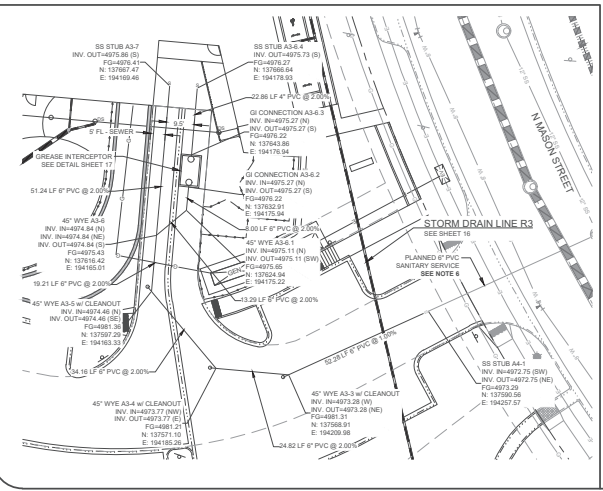 SS STUB A3-7
INV. OUT=4975.86 (S)
FG=4976.41
N: 137667.47
E: 194169.46
SS STUB A3-6.4
INV. OUT=4975.73 (S)
FG=4976.27
N: 137666.64
E: 194178.93
22.86 LF 4" PVC @ 2.00%
9.5'
5' FL - SEWER
GI CONNECTION A3-6.3
INV. IN=4975.27 (N)
INV. OUT=4975.27 (S)
FG=4976.22
N: 137643.86
E: 194176.94
GREASE INTERCEPTOR
SEE DETAIL SHEET 17
GI CONNECTION A3-6.2
INV. IN=4975.27 (N)
INV. OUT=4975.27 (S)
FG=4976.22
N: 137632.91
E: 194175.94
51.24 LF 6" PVC @ 2.00%
8.00 LF 6" PVC @ 2.00%
45° WYE A3-6
INV. IN=4974.84 (N)
INV. IN=4974.84 (NE)
INV. OUT=4974.84 (S)
FG=4975.43
N: 137616.42
E: 194165.01
45° WYE A3-6.1
INV. IN=4975.11 (N)
INV. OUT=4975.11 (SW)
FG=4975.65
N: 137624.94
E: 194175.22
GEN
19.21 LF 6" PVC @ 2.00%
13.29 LF 6" PVC @ 2.00%
45° WYE A3-5 w/ CLEANOUT
INV. IN=4974.46 (N)
INV. OUT=4974.46 (SE)
FG=4981.36
N: 137597.29
E: 194163.33
34.16 LF 6" PVC @ 2.00%
45° WYE A3-4 w/ CLEANOUT
INV. IN=4973.77 (NW)
INV. OUT=4973.77 (E)
FG=4981.21
N: 137571.10
E: 194185.26
52.28 LF 6" PVC @ 1.00%
45° WYE A3-3 w/ CLEANOUT
INV. IN=4973.28 (W)
INV. OUT=4973.28 (NE)
FG=4981.31
N: 137568.91
E: 194209.98
24.82 LF 6" PVC @ 2.00%
STORM DRAIN LINE R3
SEE SHEET 16
PLANNED 6" PVC
SANITARY SERVICE
SEE NOTE 6
SS STUB A4-1
INV. IN=4972.75 (SW)
INV. OUT=4972.75 (NE)
FG=4973.29
N: 137590.56
E: 194257.57
N MASON STREET
12" SS
12" SS